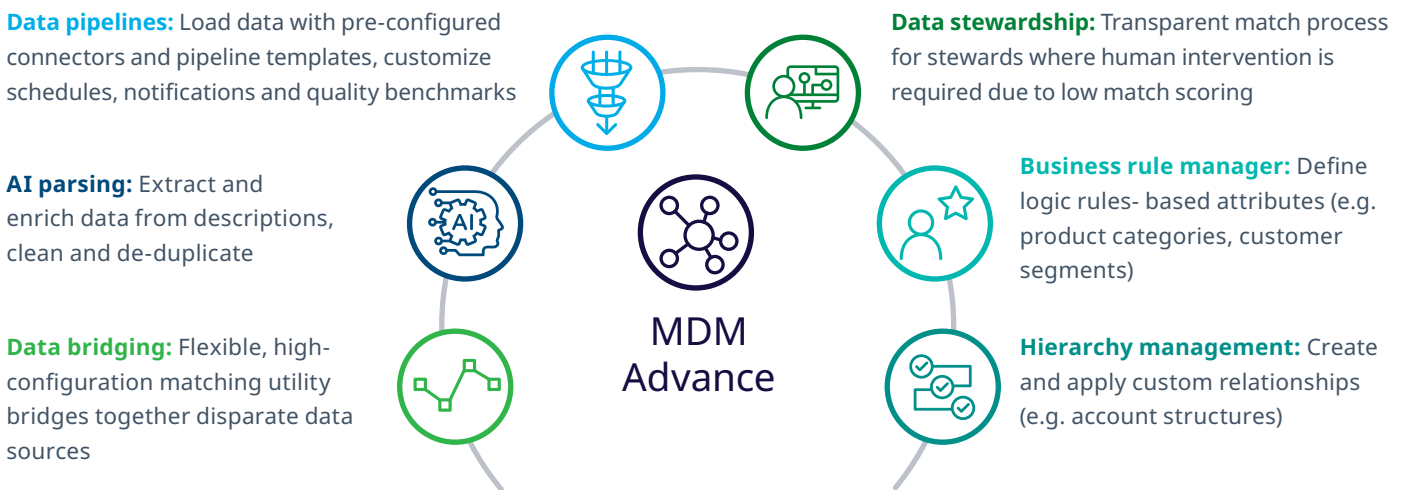 Data pipelines: Load data with pre-configured
connectors and pipeline templates, customize
schedules, notifications and quality benchmarks
Data stewardship: Transparent match process
for stewards where human intervention is
required due to low match scoring
AI parsing: Extract and
enrich data from descriptions,
clean and de-duplicate
AI
Business rule manager: Define
logic rules- based attributes (e.g.
product categories, customer
segments)
MDM
Advance
Data bridging: Flexible, high-
configuration matching utility
bridges together disparate data
sources
Hierarchy management: Create
and apply custom relationships
(e.g. account structures)